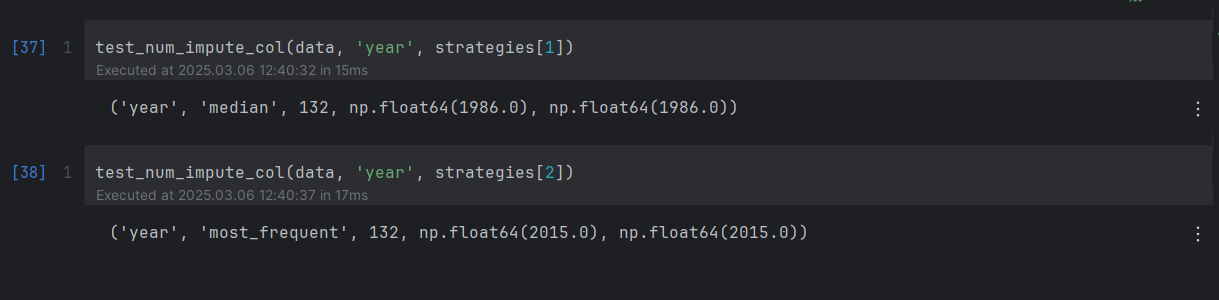 [37] 1 test_num_impute_col(data, 'year', strategies[1])
Executed at 2025.03.06 12:40:32 in 15ms
('year', 'median', 132, np.float64(1986.0), np.float64(1986.0))
[38] 1 test_num_impute_col(data, 'year', strategies[2])
Executed at 2025.03.06 12:40:37 in 17ms
('year', 'most_frequent', 132, np.float64(2015.0), np.float64(2015.0))